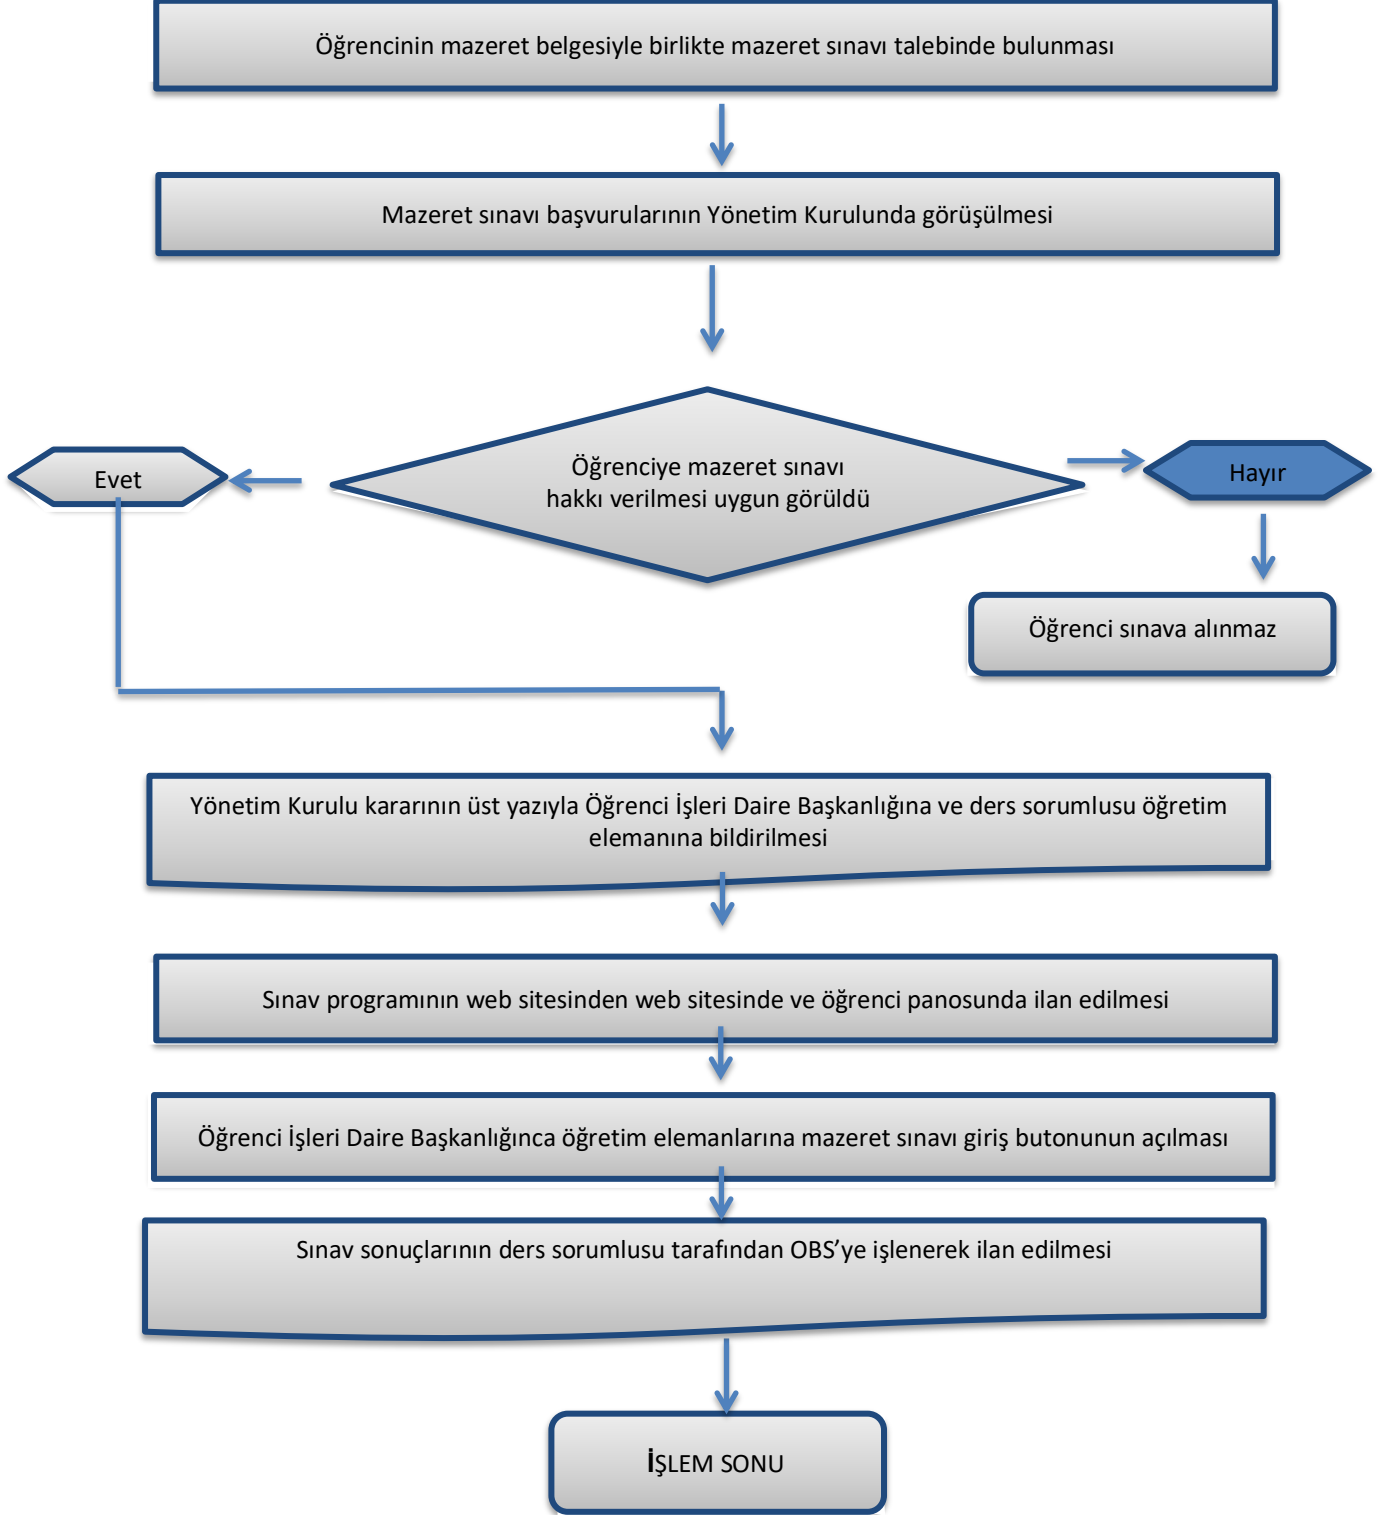 Öğrencinin mazeret belgesiyle birlikte mazeret sınavı talebinde bulunması
Mazeret sınavı başvurularının Yönetim Kurulunda görüşülmesi
Öğrenciye mazeret sınavı
hakkı verilmesi uygun görüldü
Evet
Hayır
Öğrenci sınava alınmaz
Yönetim Kurulu kararının üst yazıyla Öğrenci İşleri Daire Başkanlığına ve ders sorumlusu öğretim
elemanına bildirilmesi
Sınav programının web sitesinden web sitesinde ve öğrenci panosunda ilan edilmesi
Öğrenci İşleri Daire Başkanlığınca öğretim elemanlarına mazeret sınavı giriş butonunun açılması
Sınav sonuçlarının ders sorumlusu tarafından OBS’ye işlenerek ilan edilmesi
İŞLEM SONU